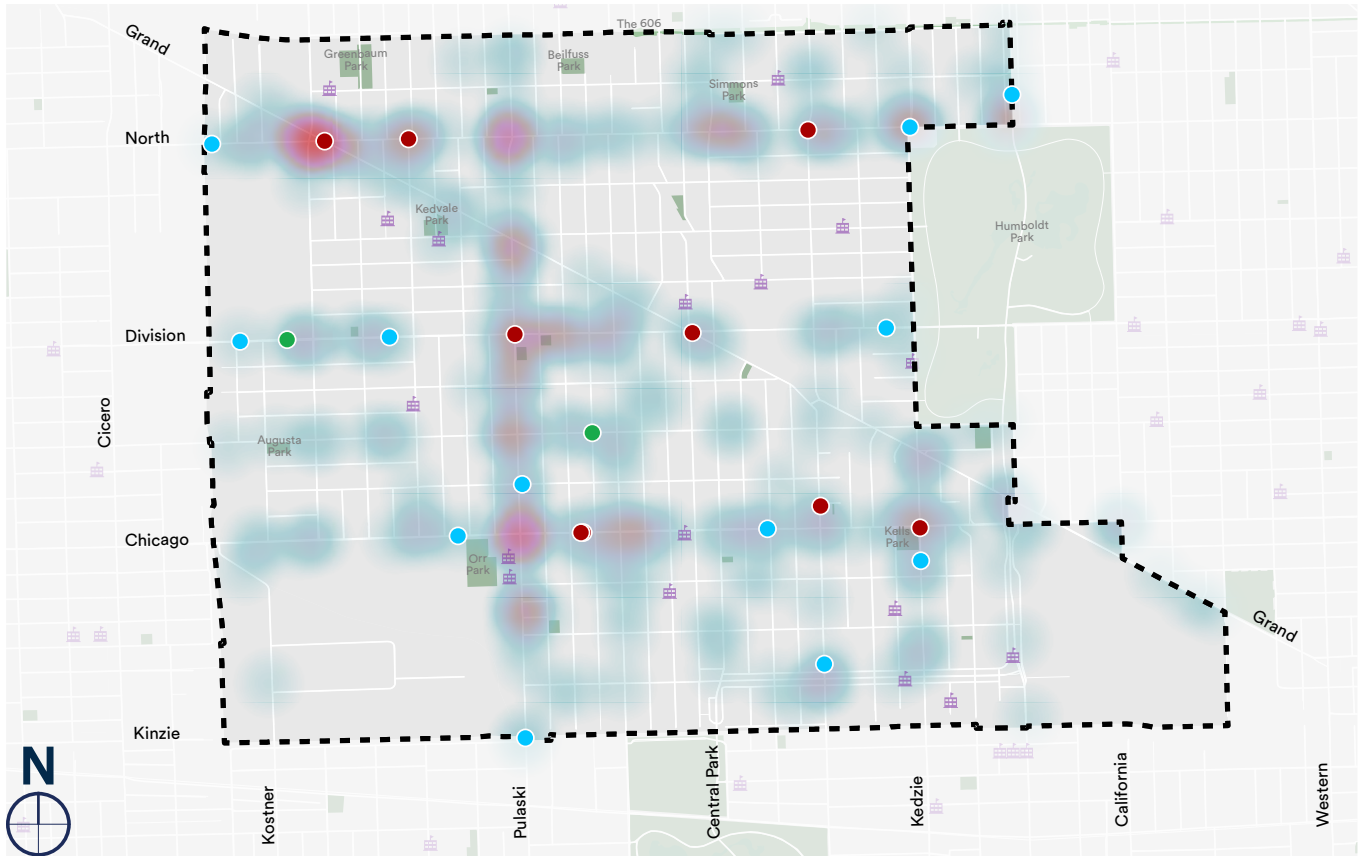 The 606
Grand
Greenbaum
Park
Beilfuss
Park
Simmons
Park
North
Kedvale
Park
Humboldt
Park
Division
Cicero
Augusta
Park
Chicago
Kells
Park
Orr
Park
Grand
Kinzie
N
Kostner
Pulaski
Central Park
Kedzie
California
Western